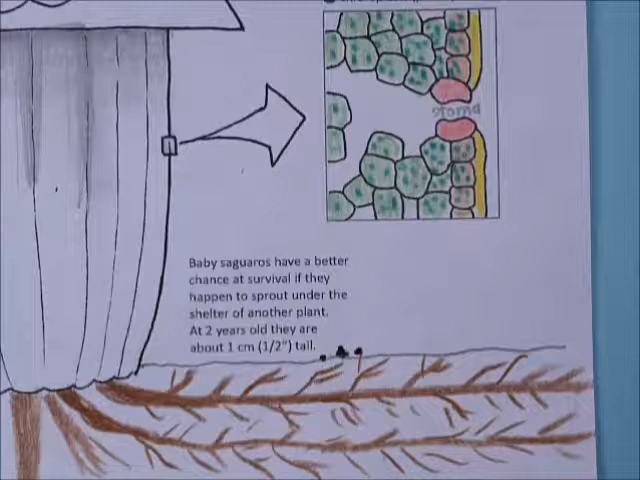 stoma
Baby saguaros have a better
chance at survival if they
happen to sprout under the
shelter of another plant.
At 2 years old they are
about 1 cm (1/2") tall.